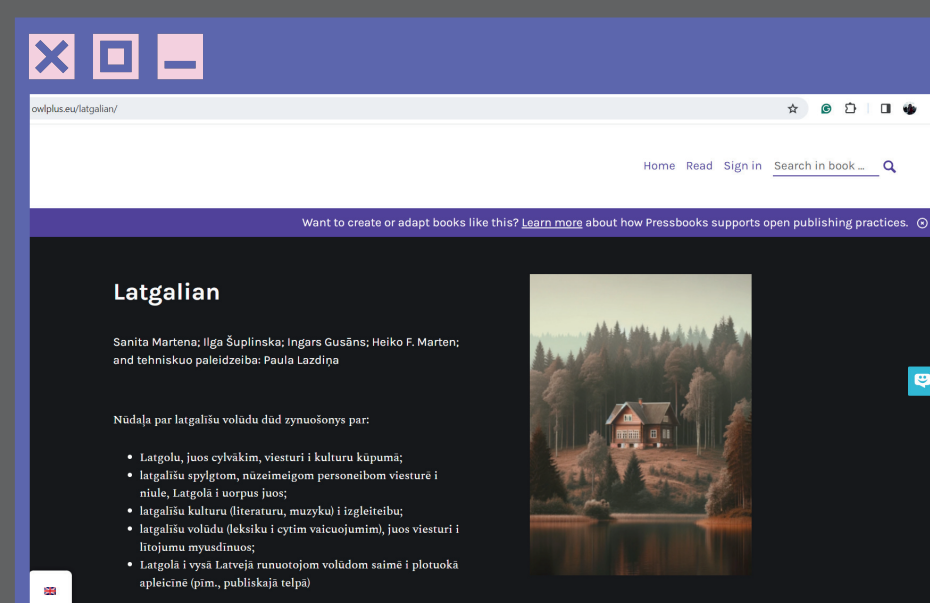 owlplus.eu/latgalian/
Home Read Sign in Search in book ...
Want to create or adapt books like this? Learn more about how Pressbooks supports open publishing practices.
Latgalian
Sanita Martena; Ilga Šuplinska; Ingars Gusāns; Heiko F. Marten;
and tehniskuo paleidzeiba: Paula Lazdiņa
Nūdaļa par latgalīšu volūdu dūd zynuošonys par:
Latgolu, juos cylvākim, viesturi i kulturu kūpumā;
latgalīšu spylgtom, nūzeimeigom personeibom viesturē i
niule, Latgolā i uorpus juos;
latgalīšu kulturu (literaturu, muzyku) i izgleiteibu;
latgalīšu volūdu (leksiku i cytim vaicuojumim), juos viesturi i
lītojumu myusdīnuos;
Latgolā i vysā Latvejā runuotojom volūdom saimē i plotuokā
apleicīnē (pīm., publiskajā telpā)